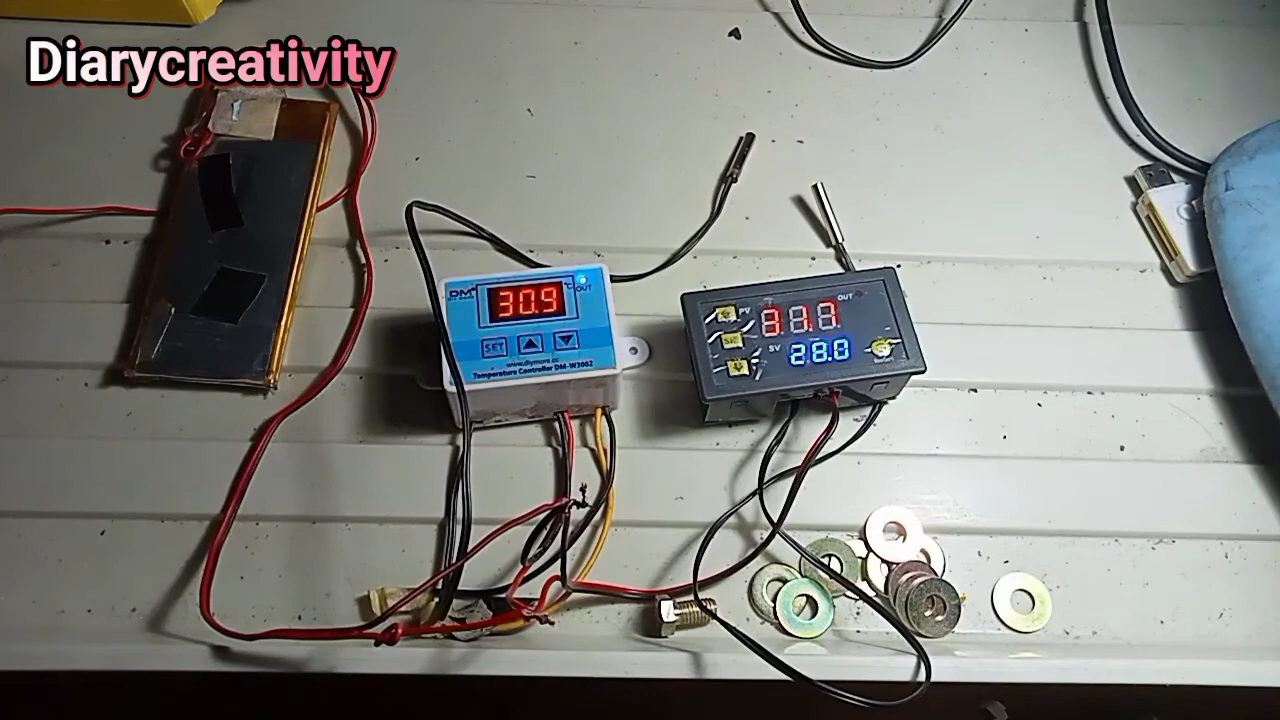 Diarycreativity
DM
30.9
°C
OUT
SET
www.diymore.cc
Temperature Controller DM-W3002
PV
31.1
OUT
SET
SV
28.0